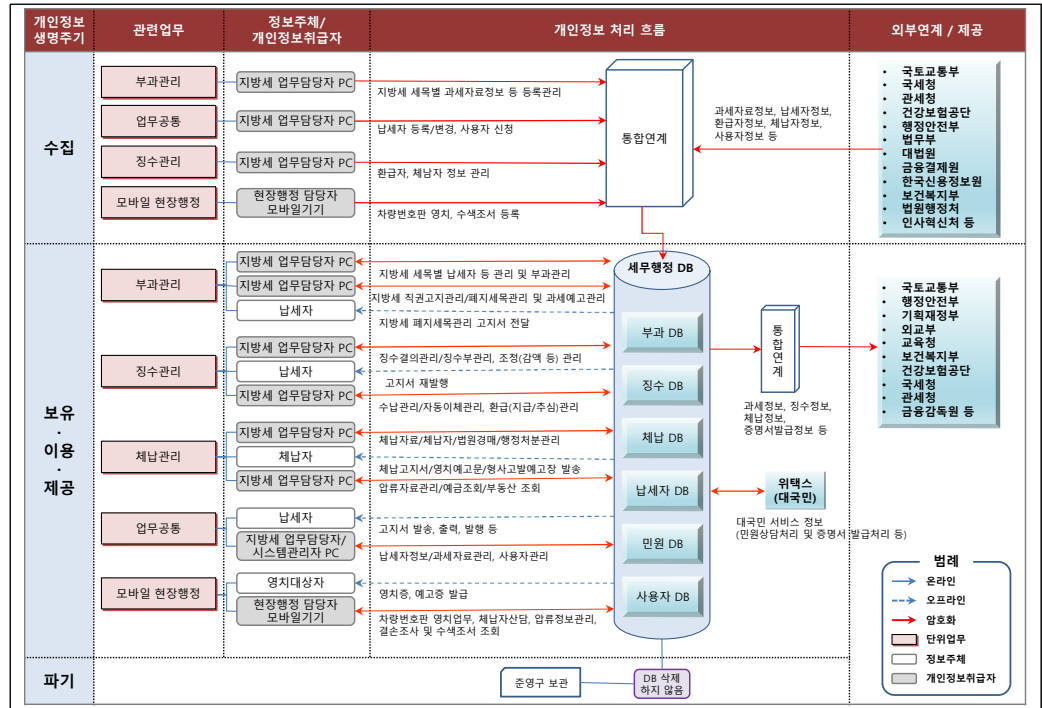 개인정보
생명주기
관련업무
정보주체/
개인정보취급자
개인정보 처리 흐름
외부연계 / 제공
수집
부과관리
지방세 업무담당자 PC
지방세 세목별 과세자료정보 등 등록관리
업무공통
지방세 업무담당자 PC
납세자 등록/변경, 사용자 신청
징수관리
지방세 업무담당자 PC
환급자, 체납자 정보 관리
모바일 현장행정
현장행정 담당자
모바일기기
차량번호판 영치, 수색조서 등록
통합연계
과세자료정보, 납세자정보,
환급자정보, 체납자정보,
사용자정보 등
• 국토교통부
• 국세청
• 관세청
• 건강보험공단
• 행정안전부
• 법무부
• 대법원
• 금융결제원
• 한국신용정보원
• 보건복지부
• 법원행정처
• 인사혁신처 등
보유
·
이용
·
제공
부과관리
지방세 업무담당자 PC
지방세 세목별 납세자 등 관리 및 부과관리
지방세 업무담당자 PC
지방세 직권고지관리/폐지세목관리 및 과세예고관리
납세자
지방세 폐지세목관리 고지서 전달
징수관리
지방세 업무담당자 PC
징수결의관리/징수부관리, 조정(감액 등) 관리
납세자
고지서 재발행
지방세 업무담당자 PC
수납관리/자동이체관리, 환급(지급/추심)관리
체납관리
지방세 업무담당자 PC
체납자료/체납자/법원경매/행정처분관리
체납자
체납고지서/영치예고문/형사고발예고장 발송
지방세 업무담당자 PC
압류자료관리/예금조회/부동산 조회
업무공통
납세자
고지서 발송, 출력, 발행 등
지방세 업무담당자/
시스템관리자 PC
납세자정보/과세자료관리, 사용자관리
모바일 현장행정
영치대상자
영치증, 예고증 발급
현장행정 담당자
모바일기기
차량번호판 영치업무, 체납자산담, 압류정보관리,
결손조사 및 수색조서 조회
세무행정 DB
부과 DB
징수 DB
체납 DB
납세자 DB
민원 DB
사용자 DB
통
합
연
계
과세정보, 징수정보,
체납정보,
증명서발급정보 등
위택스
(대국민)
대국민 서비스 정보
(민원상담처리 및 증명서 발급처리 등)
• 국토교통부
• 행정안전부
• 기획재정부
• 외교부
• 교육청
• 보건복지부
• 건강보험공단
• 국세청
• 관세청
• 금융감독원 등
범례
온라인
오프라인
암호화
단위업무
정보주체
개인정보취급자
파기
준영구 보관
DB 삭제
하지 않음